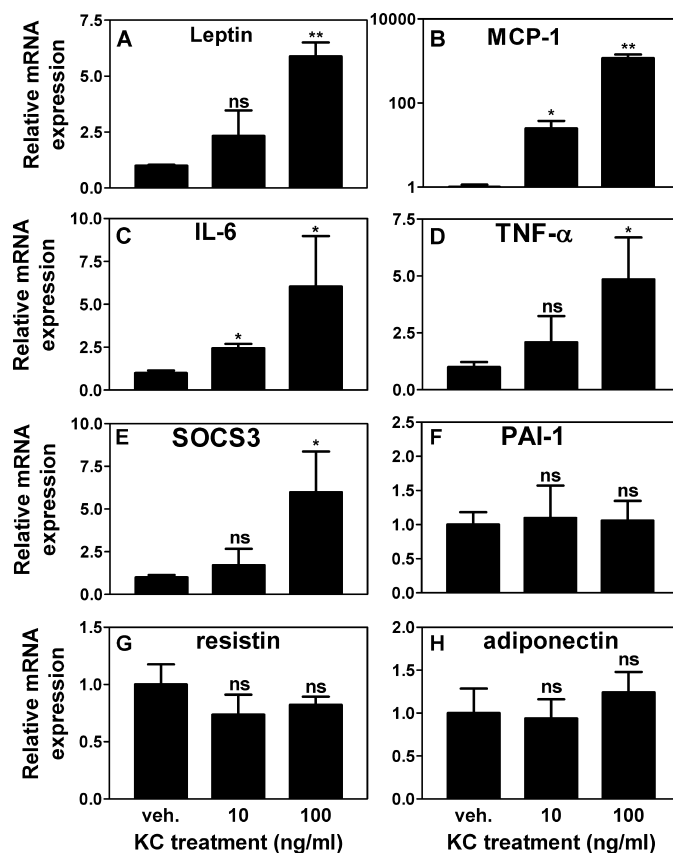 A Leptin
Relative mRNA
expression
7.5
5.0
2.5
0.0
ns
**
B MCP-1
10000
100
1
*
**
C IL-6
Relative mRNA
expression
10.0
7.5
5.0
2.5
0.0
*
*
D TNF-α
7.5
5.0
2.5
0.0
ns
*
E SOCS3
Relative mRNA
expression
10.0
7.5
5.0
2.5
0.0
ns
*
F PAI-1
2.5
2.0
1.5
1.0
0.5
0.0
ns
ns
G resistin
Relative mRNA
expression
1.5
1.0
0.5
0.0
ns
ns
veh. 10 100
KC treatment (ng/ml)
H adiponectin
2.0
1.5
1.0
0.5
0.0
ns
ns
veh. 10 100
KC treatment (ng/ml)